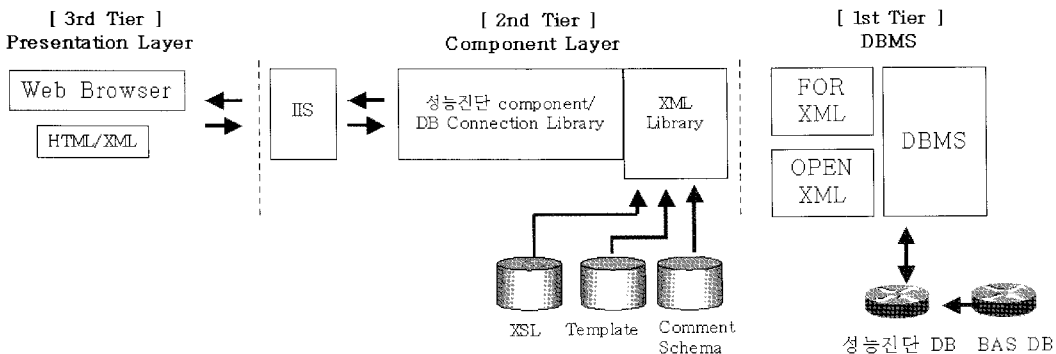 [ 3rd Tier ]
Presentation Layer
[ 2nd Tier ]
Component Layer
[ 1st Tier ]
DBMS
Web Browser
HTML/XML
IIS
성능진단 component/
DB Connection Library
XML
Library
FOR
XML
OPEN
XML
DBMS
XSL
Template
Comment
Schema
성능진단 DB
BAS DB